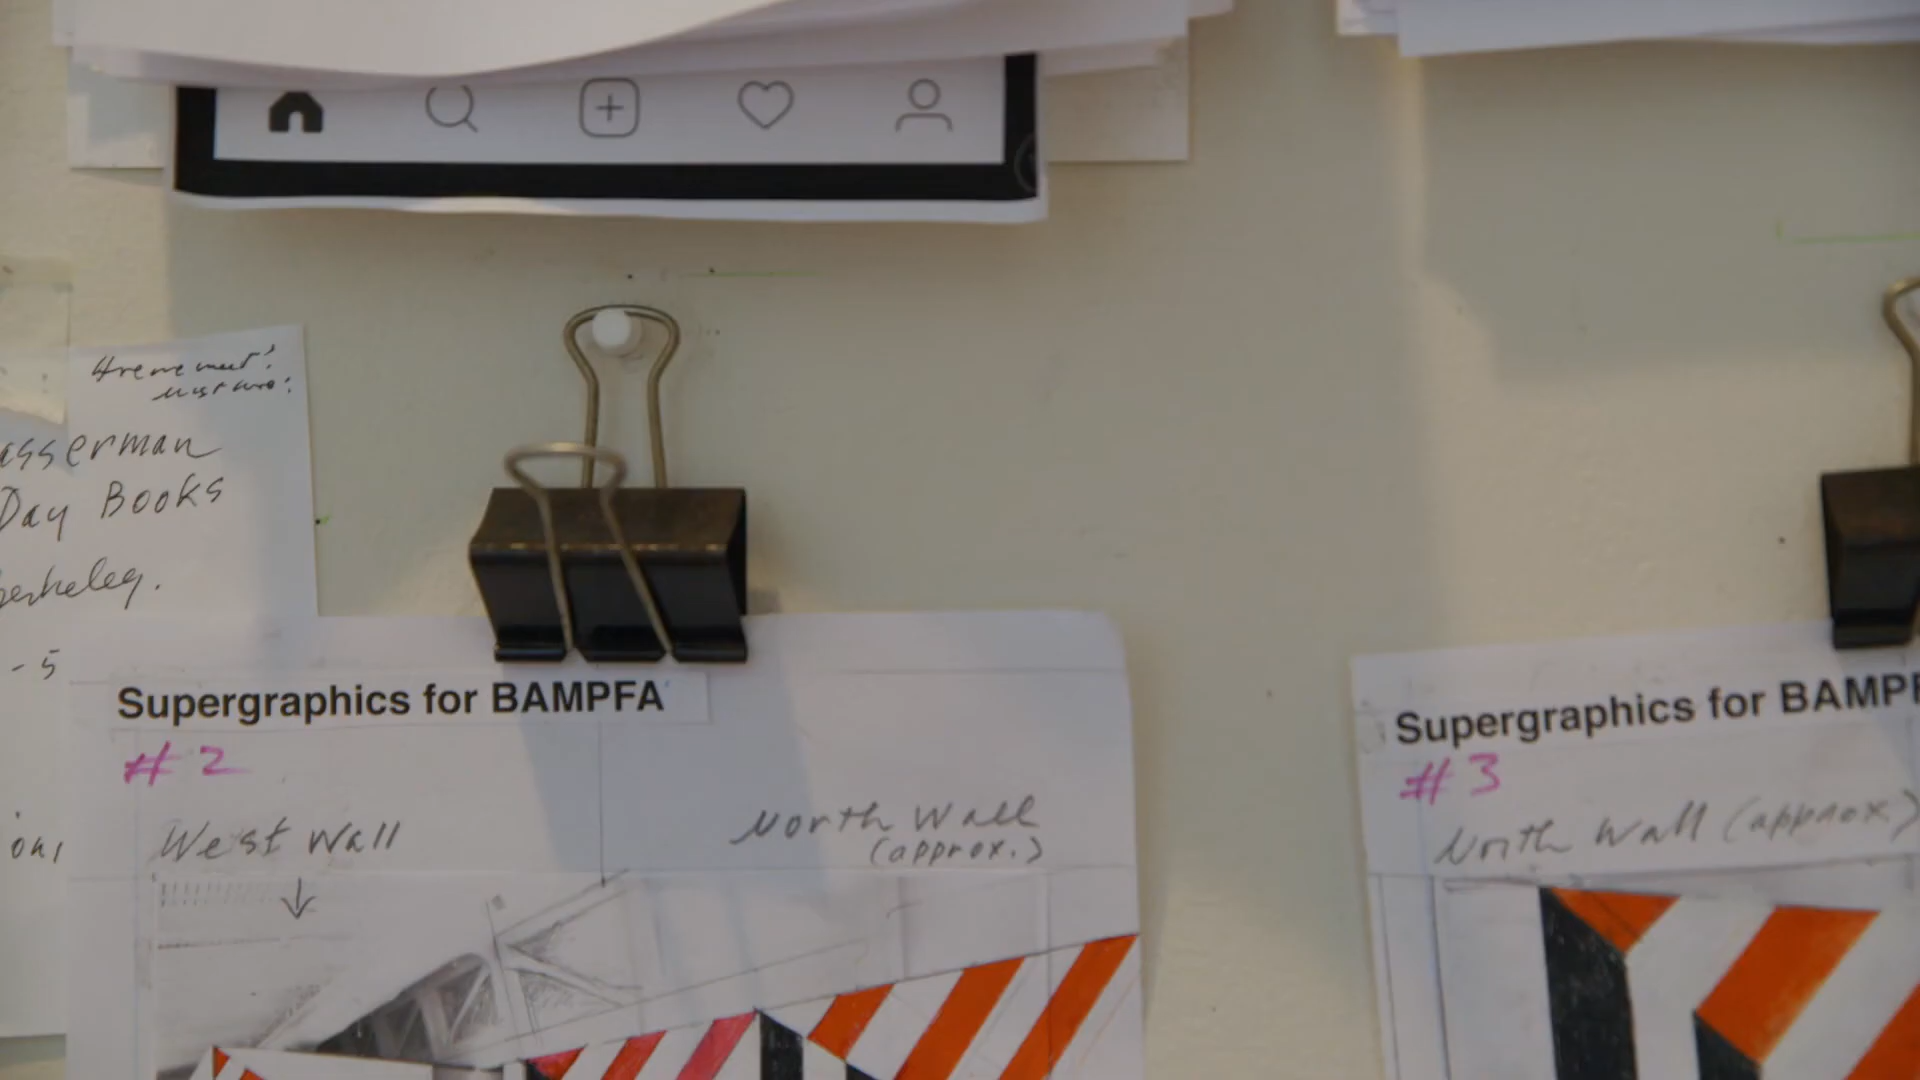 asserman
Day Books
erkeley.
- 5
Supergraphics for BAMPFA
#2
West Wall
North Wall
(approx.)
Supergraphics for BAMPF
#3
North Wall (approx.)